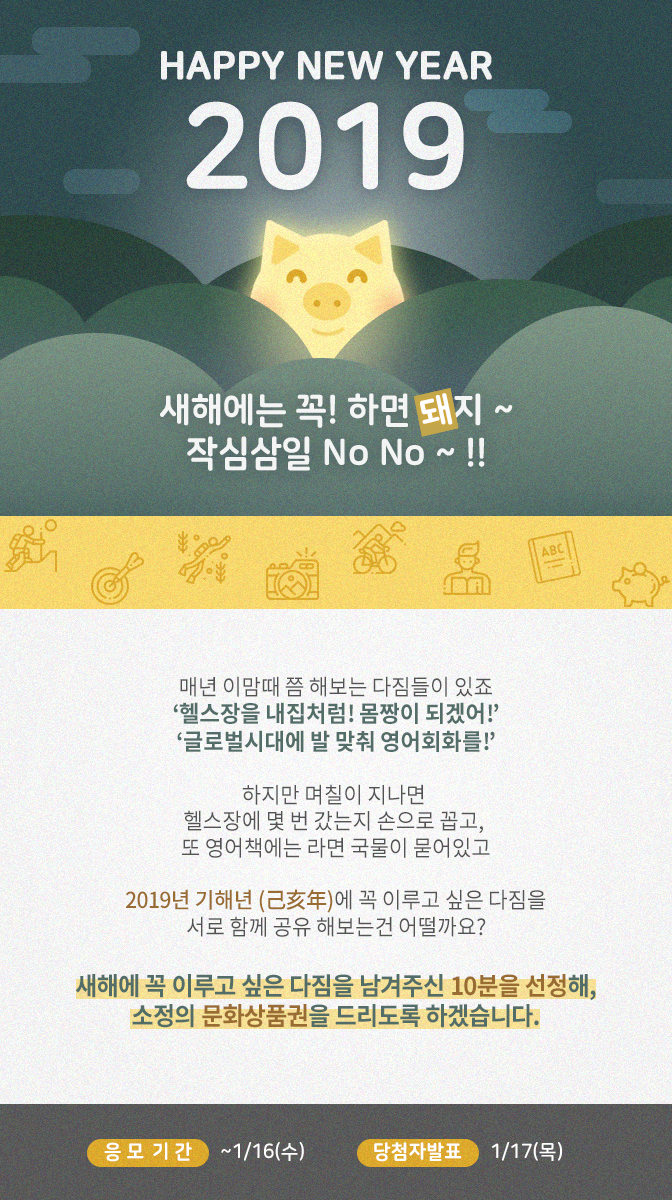 HAPPY NEW YEAR
2019
새해에는 꼭! 하면 돼지 ~
작심삼일 No No ~ !!
ABC
매년 이맘때 쯤 해보는 다짐들이 있죠
‘헬스장을 내집처럼! 몸짱이 되겠어!’
‘글로벌시대에 발 맞춰 영어회화를!’
하지만 며칠이 지나면
헬스장에 몇 번 갔는지 손으로 꼽고,
또 영어책에는 라면 국물이 묻어있고
2019년 기해년 (己亥年)에 꼭 이루고 싶은 다짐을
서로 함께 공유 해보는건 어떨까요?
새해에 꼭 이루고 싶은 다짐을 남겨주신 10분을 선정해,
소정의 문화상품권을 드리도록 하겠습니다.
응모기간 ~1/16(수) 당첨자발표 1/17(목)